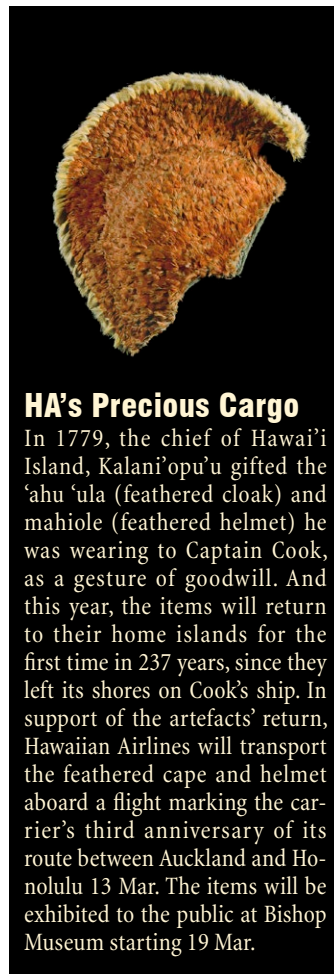 HA’s Precious Cargo
In 1779, the chief of Hawai’i
Island, Kalani’opu’u gifted the
‘ahu ‘ula (feathered cloak) and
mahiole (feathered helmet) he
was wearing to Captain Cook,
as a gesture of goodwill. And
this year, the items will return
to their home islands for the
first time in 237 years, since they
left its shores on Cook’s ship. In
support of the artefacts’ return,
Hawaiian Airlines will transport
the feathered cape and helmet
aboard a flight marking the car-
rier’s third anniversary of its
route between Auckland and Ho-
nolulu 13 Mar. The items will be
exhibited to the public at Bishop
Museum starting 19 Mar.